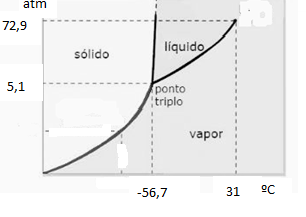 atm
72,9
sólido
líquido
5,1
ponto
triplo
vapor
-56,7
31
ºC